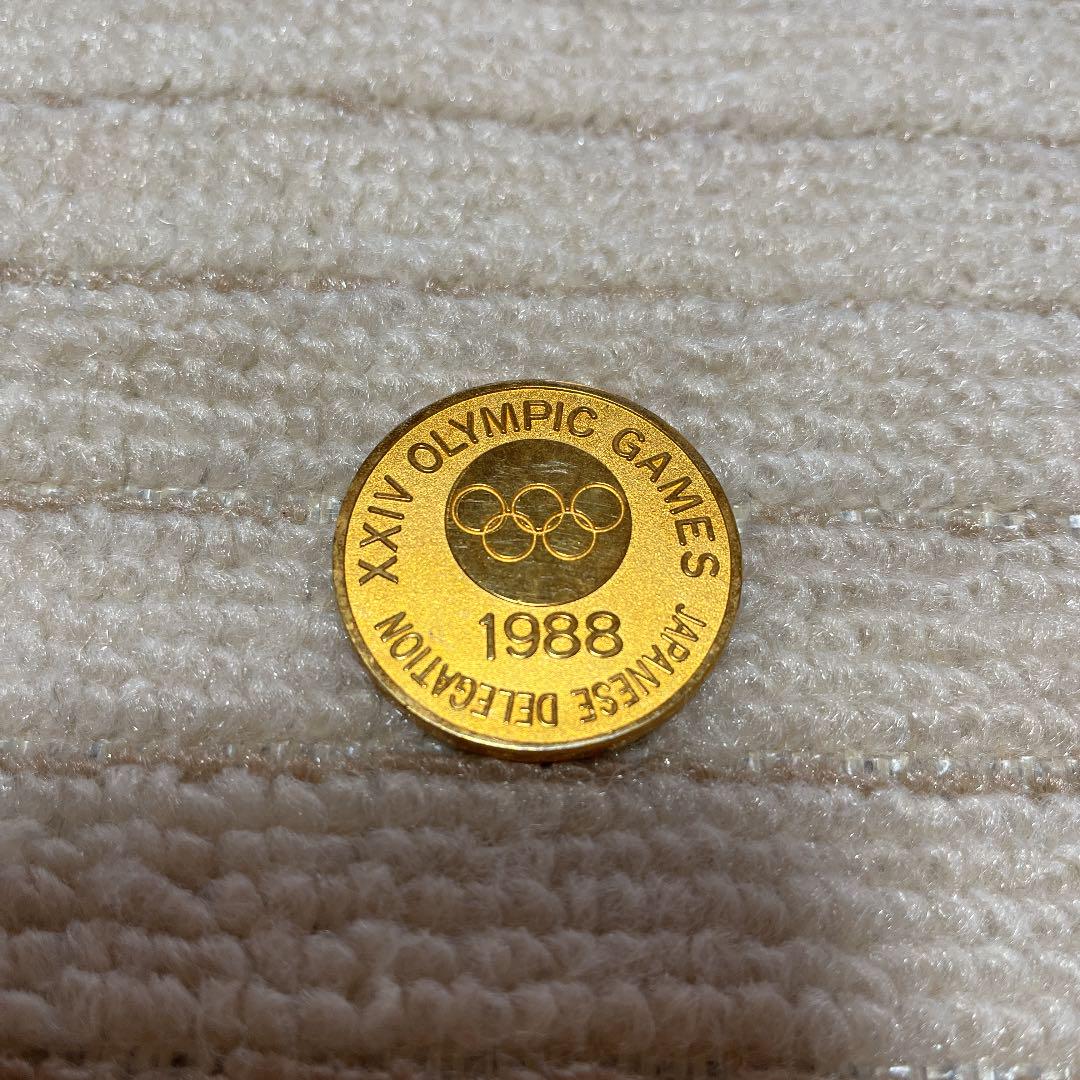 XXIV OLYMPIC GAMES
1988
JAPANESE DELEGATION